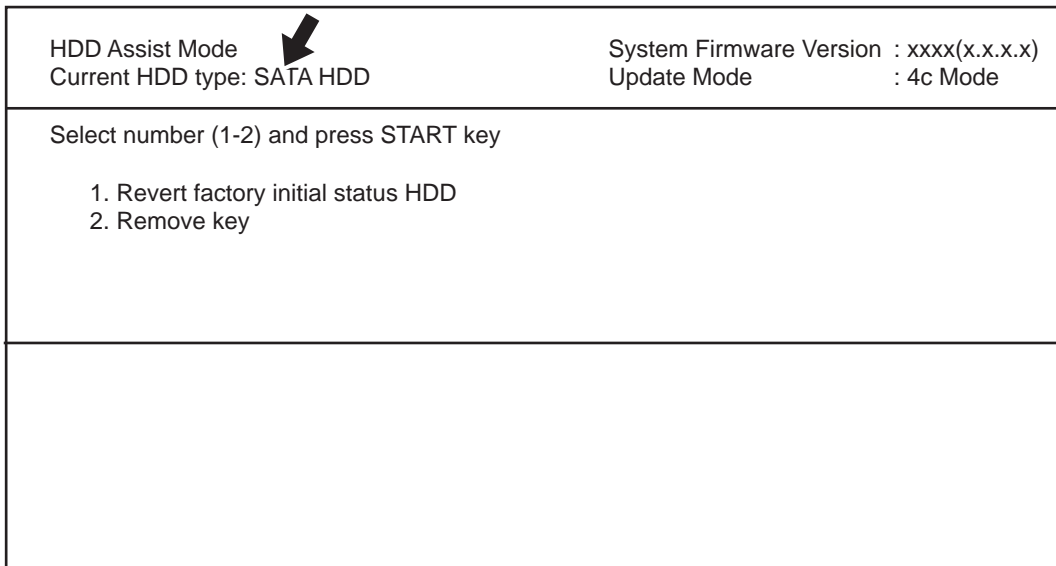 HDD Assist Mode
Current HDD type: SATA HDD
System Firmware Version : xxxx(x.x.x.x)
Update Mode : 4c Mode
Select number (1-2) and press START key
1. Revert factory initial status HDD
2. Remove key